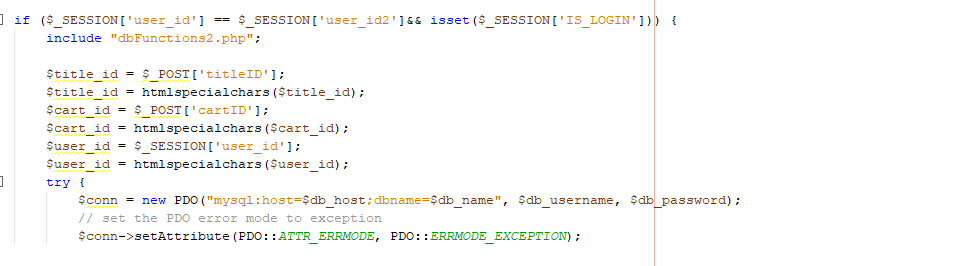 if ($_SESSION['user_id'] == $_SESSION['user_id2']&& isset($_SESSION['IS_LOGIN'])) {
include "dbFunctions2.php";
$title_id = $_POST['titleID'];
$title_id = htmlspecialchars($title_id);
$cart_id = $_POST['cartID'];
$cart_id = htmlspecialchars($cart_id);
$user_id = $_SESSION['user_id'];
$user_id = htmlspecialchars($user_id);
try {
$conn = new PDO("mysql:host=$db_host;dbname=$db_name", $db_username, $db_password);
// set the PDO error mode to exception
$conn->setAttribute(PDO::ATTR_ERRMODE, PDO::ERRMODE_EXCEPTION);